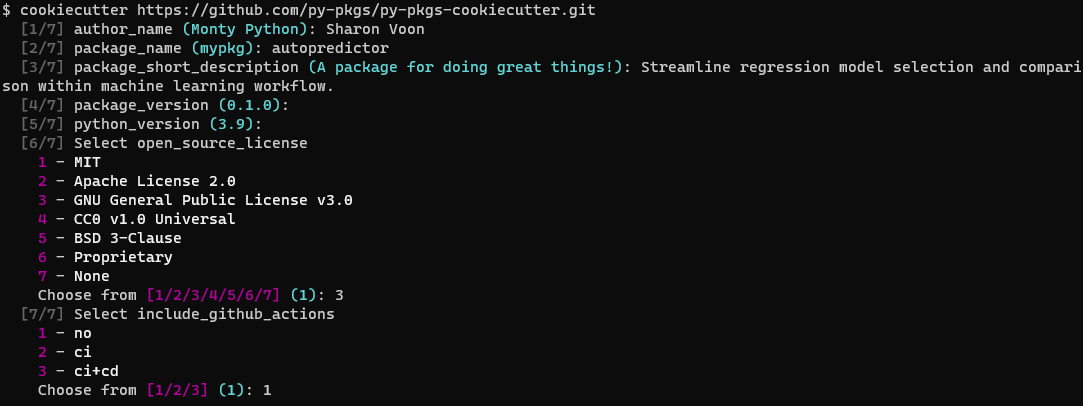 $ cookiecutter https://github.com/py-pkgs/py-pkgs-cookiecutter.git
  [1/7] author_name (Monty Python): Sharon Voon
  [2/7] package_name (mypkg): autopredictor
  [3/7] package_short_description (A package for doing great things!): Streamline regression model selection and compari
son within machine learning workflow.
  [4/7] package_version (0.1.0):
  [5/7] python_version (3.9):
  [6/7] Select open_source_license
    1 - MIT
    2 - Apache License 2.0
    3 - GNU General Public License v3.0
    4 - CC0 v1.0 Universal
    5 - BSD 3-Clause
    6 - Proprietary
    7 - None
    Choose from [1/2/3/4/5/6/7] (1): 3
  [7/7] Select include_github_actions
    1 - no
    2 - ci
    3 - ci+cd
    Choose from [1/2/3] (1): 1